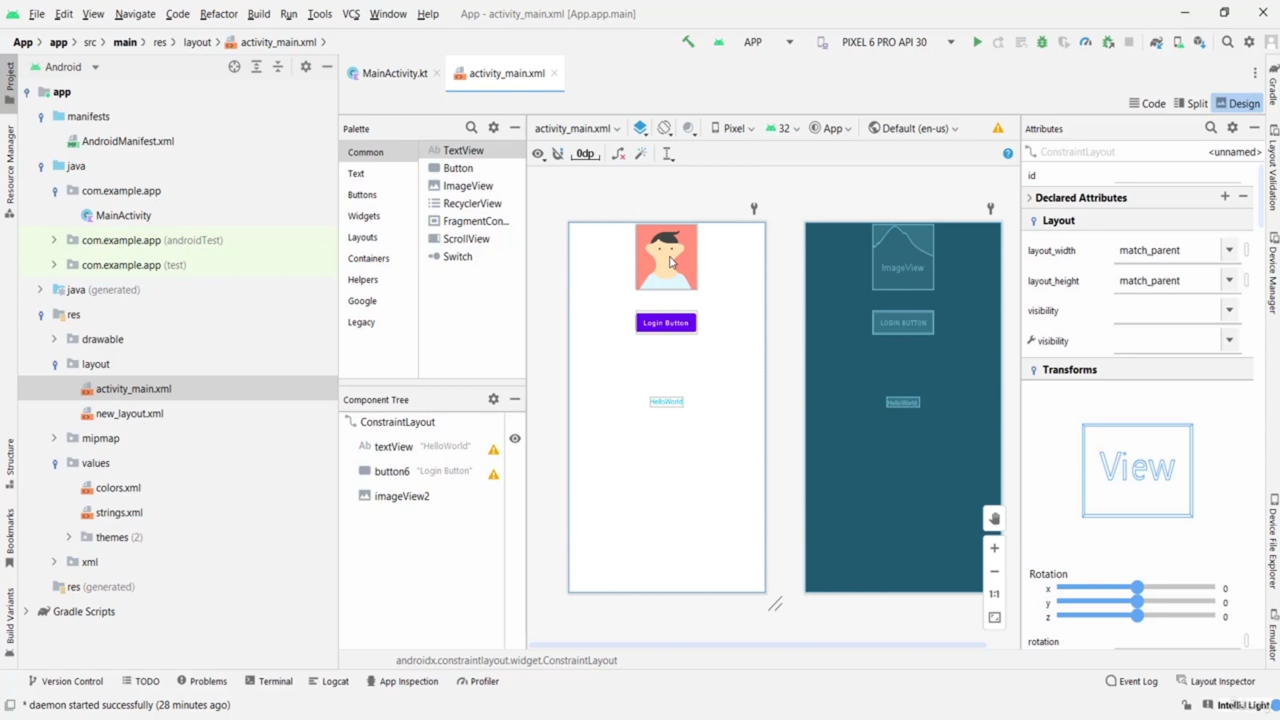 File Edit View Navigate Code Refactor Build Run Tools VCS Window Help App - activity_main.xml [App.app.main]
App app src main res layout activity_main.xml APP PIXEL 6 PRO API 30
Project
Resource Manager
Structure
Bookmarks
Build Variants
Android
app
manifests
AndroidManifest.xml
java
com.example.app
MainActivity
com.example.app (androidTest)
com.example.app (test)
java (generated)
res
drawable
layout
activity_main.xml
new_layout.xml
mipmap
values
colors.xml
strings.xml
themes (2)
xml
res (generated)
Gradle Scripts
MainActivity.kt activity_main.xml
Code Split Design
Palette
Common
Text
Buttons
Widgets
Layouts
Containers
Helpers
Google
Legacy
Ab TextView
Button
ImageView
RecyclerView
FragmentCon...
ScrollView
Switch
Component Tree
ConstraintLayout
Ab textView "HelloWorld"
button6 "Login Button"
imageView2
activity_main.xml Pixel 32 App Default (en-us)
0dp
Login Button
HelloWorld
ImageView
LOGIN BUTTON
HelloWorld
1:1
androidx.constraintlayout.widget.ConstraintLayout
Attributes
ConstraintLayout <unnamed>
id
Declared Attributes
Layout
layout_width match_parent
layout_height match_parent
visibility
visibility
Transforms
View
Rotation
x 0
y 0
z 0
rotation
Gradle
Layout Validation
Device Manager
Device File Explorer
Emulator
Version Control TODO Problems Terminal Logcat App Inspection Profiler Event Log Layout Inspector
* daemon started successfully (28 minutes ago) IntelliJ Light